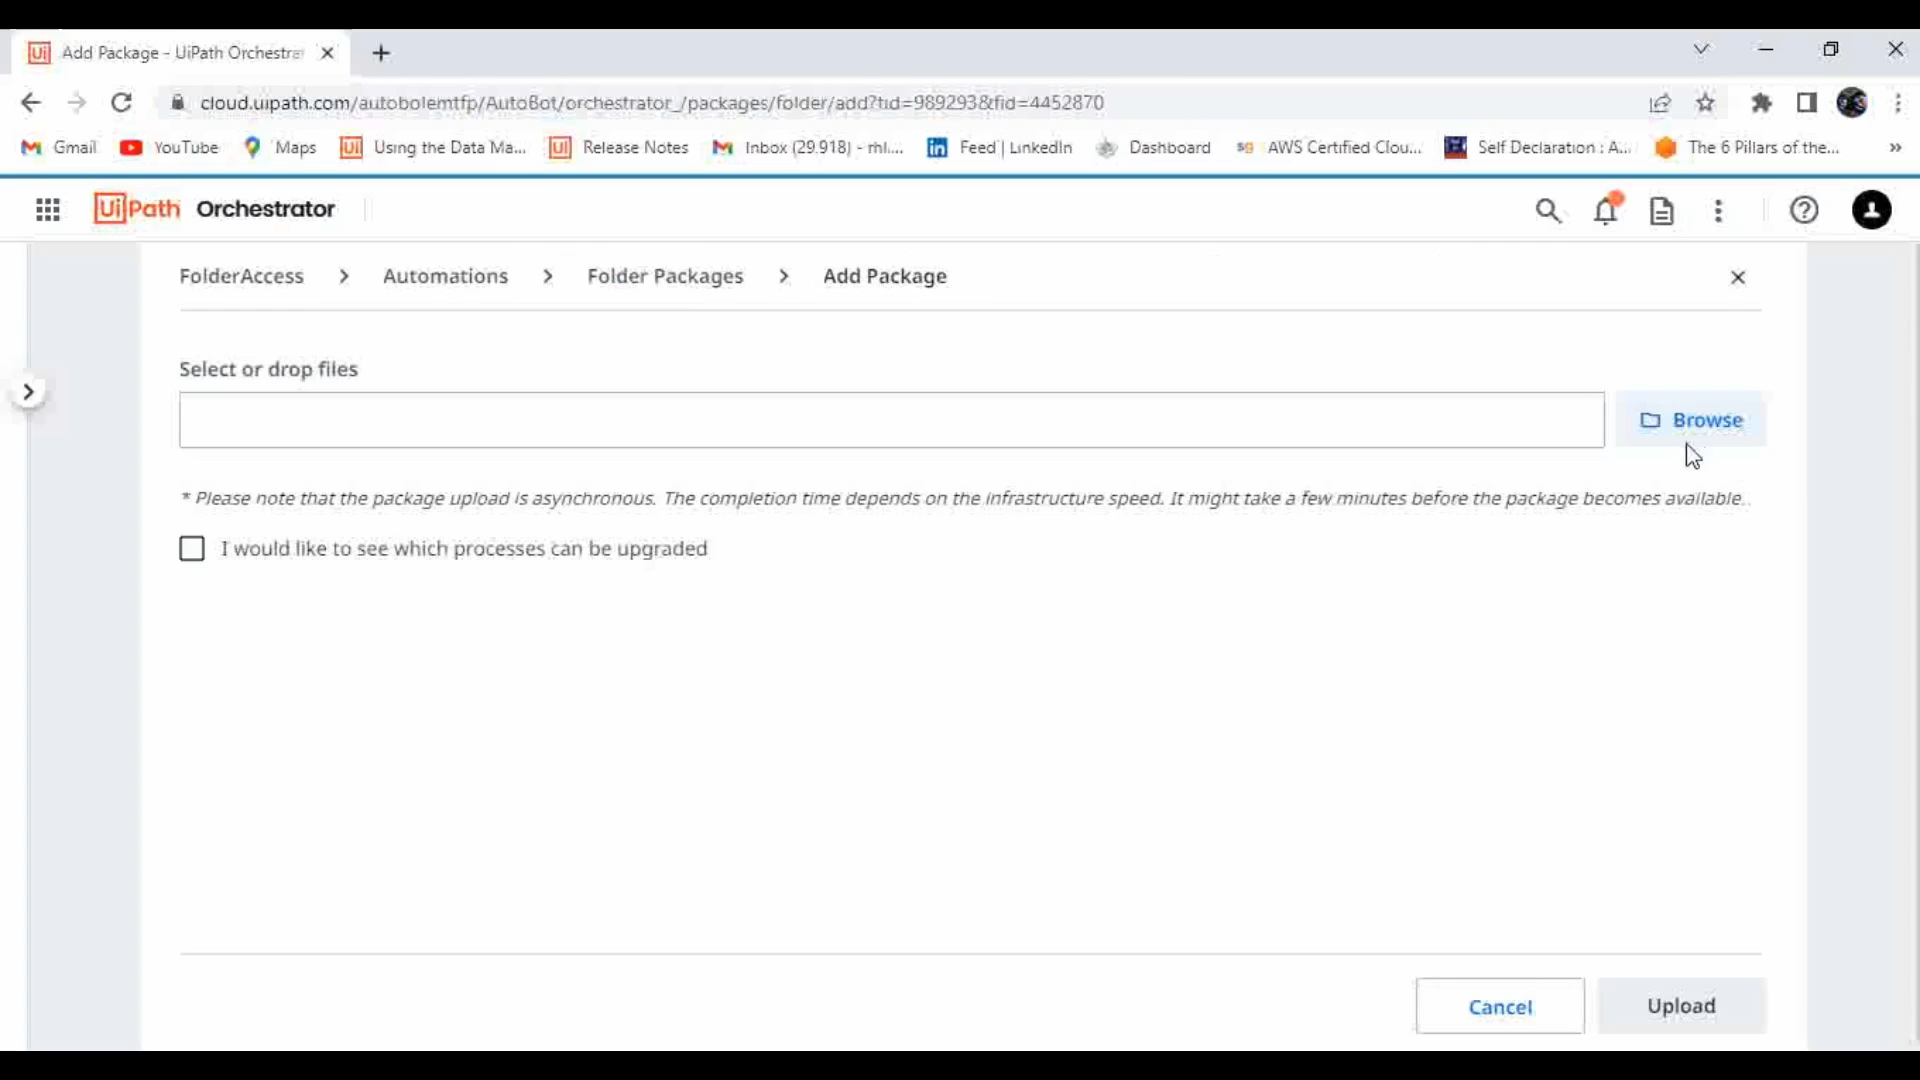 Add Package - UiPath Orchestra
cloud.uipath.com/autobolemtfp/AutoBot/orchestrator_/packages/folder/add?tid=989293&fid=4452870
Gmail YouTube Maps Using the Data Ma... Release Notes Inbox (29,918) - rhl.... Feed | LinkedIn Dashboard AWS Certified Clou... Self Declaration : A... The 6 Pillars of the... »
UiPath Orchestrator
FolderAccess > Automations > Folder Packages > Add Package
Select or drop files
Browse
* Please note that the package upload is asynchronous. The completion time depends on the infrastructure speed. It might take a few minutes before the package becomes available..
I would like to see which processes can be upgraded
Cancel Upload